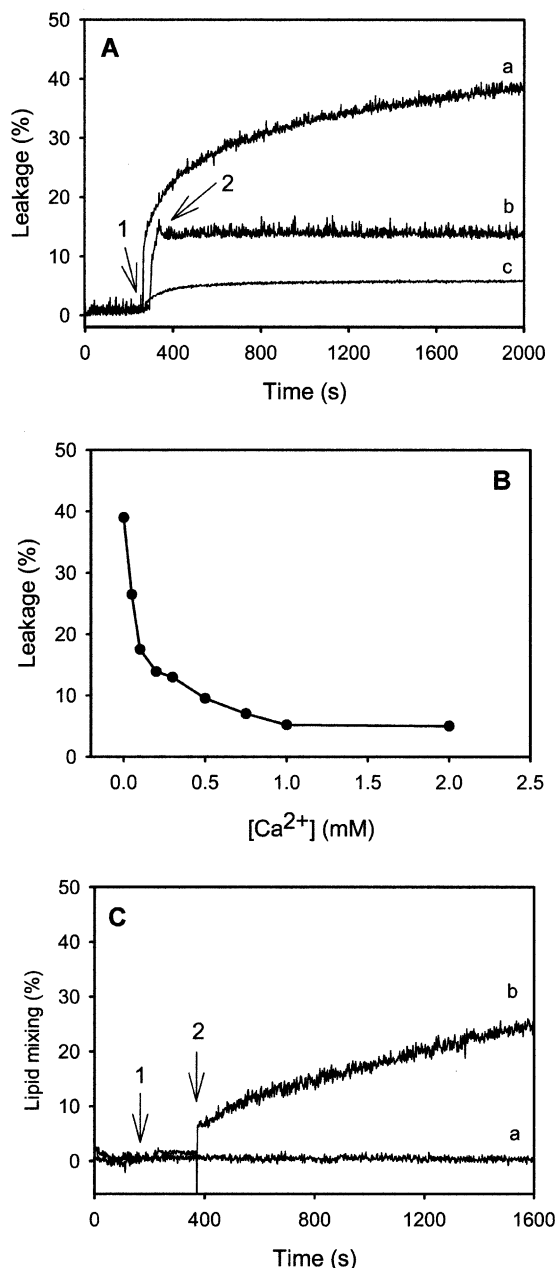 A
50
40
30
20
10
0
Leakage (%)
a
b
c
1
2
0 400 800 1200 1600 2000
Time (s)
B
50
40
30
20
10
0
Leakage (%)
0.0 0.5 1.0 1.5 2.0 2.5
[Ca2+] (mM)
C
50
40
30
20
10
0
Lipid mixing (%)
1
2
b
a
0 400 800 1200 1600
Time (s)